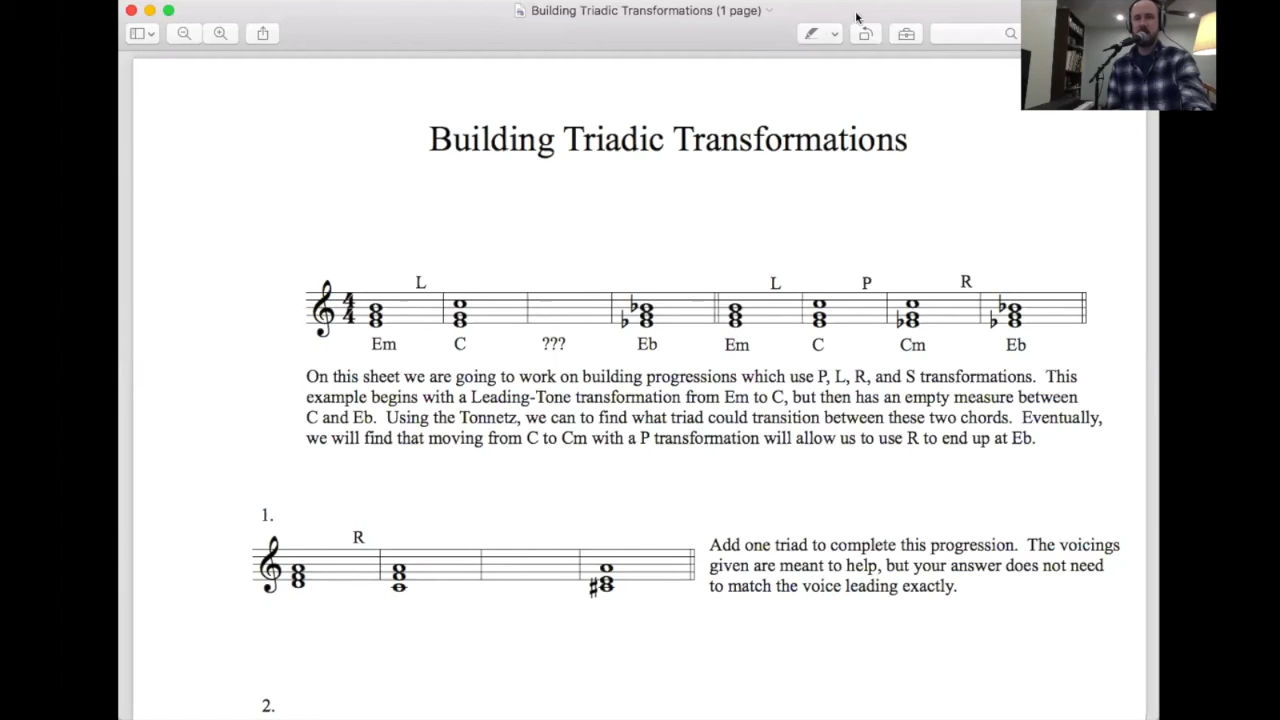 Building Triadic Transformations (1 page)
Building Triadic Transformations
L L P R
4
4
Em C ??? Eb Em C Cm Eb
On this sheet we are going to work on building progressions which use P, L, R, and S transformations. This
example begins with a Leading-Tone transformation from Em to C, but then has an empty measure between
C and Eb. Using the Tonnetz, we can to find what triad could transition between these two chords. Eventually,
we will find that moving from C to Cm with a P transformation will allow us to use R to end up at Eb.
1.
R
Add one triad to complete this progression. The voicings
given are meant to help, but your answer does not need
to match the voice leading exactly.
2.